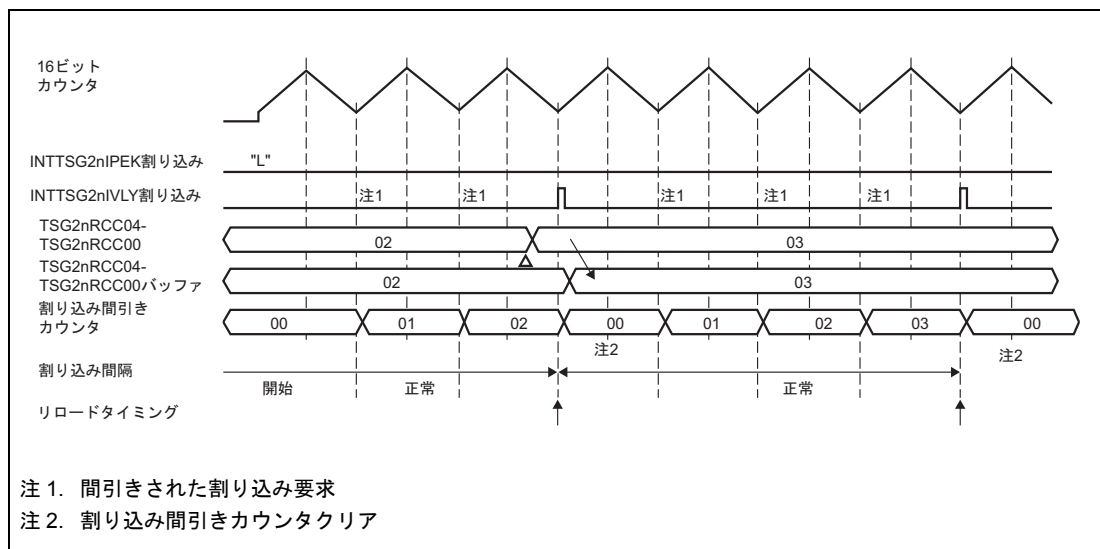 16ビット
カウンタ
INTTSG2nIPEK割り込み
"L"
INTTSG2nIVLY割り込み
注1 注1 注1 注1 注1
TSG2nRCC04-
TSG2nRCC00
02 03
TSG2nRCC04-
TSG2nRCC00バッファ
02 03
割り込み間引き
カウンタ
00 01 02 00 01 02 03 00
注2 注2
割り込み間隔
開始 正常 正常
リロードタイミング
注 1. 間引きされた割り込み要求
注 2. 割り込み間引きカウンタクリア